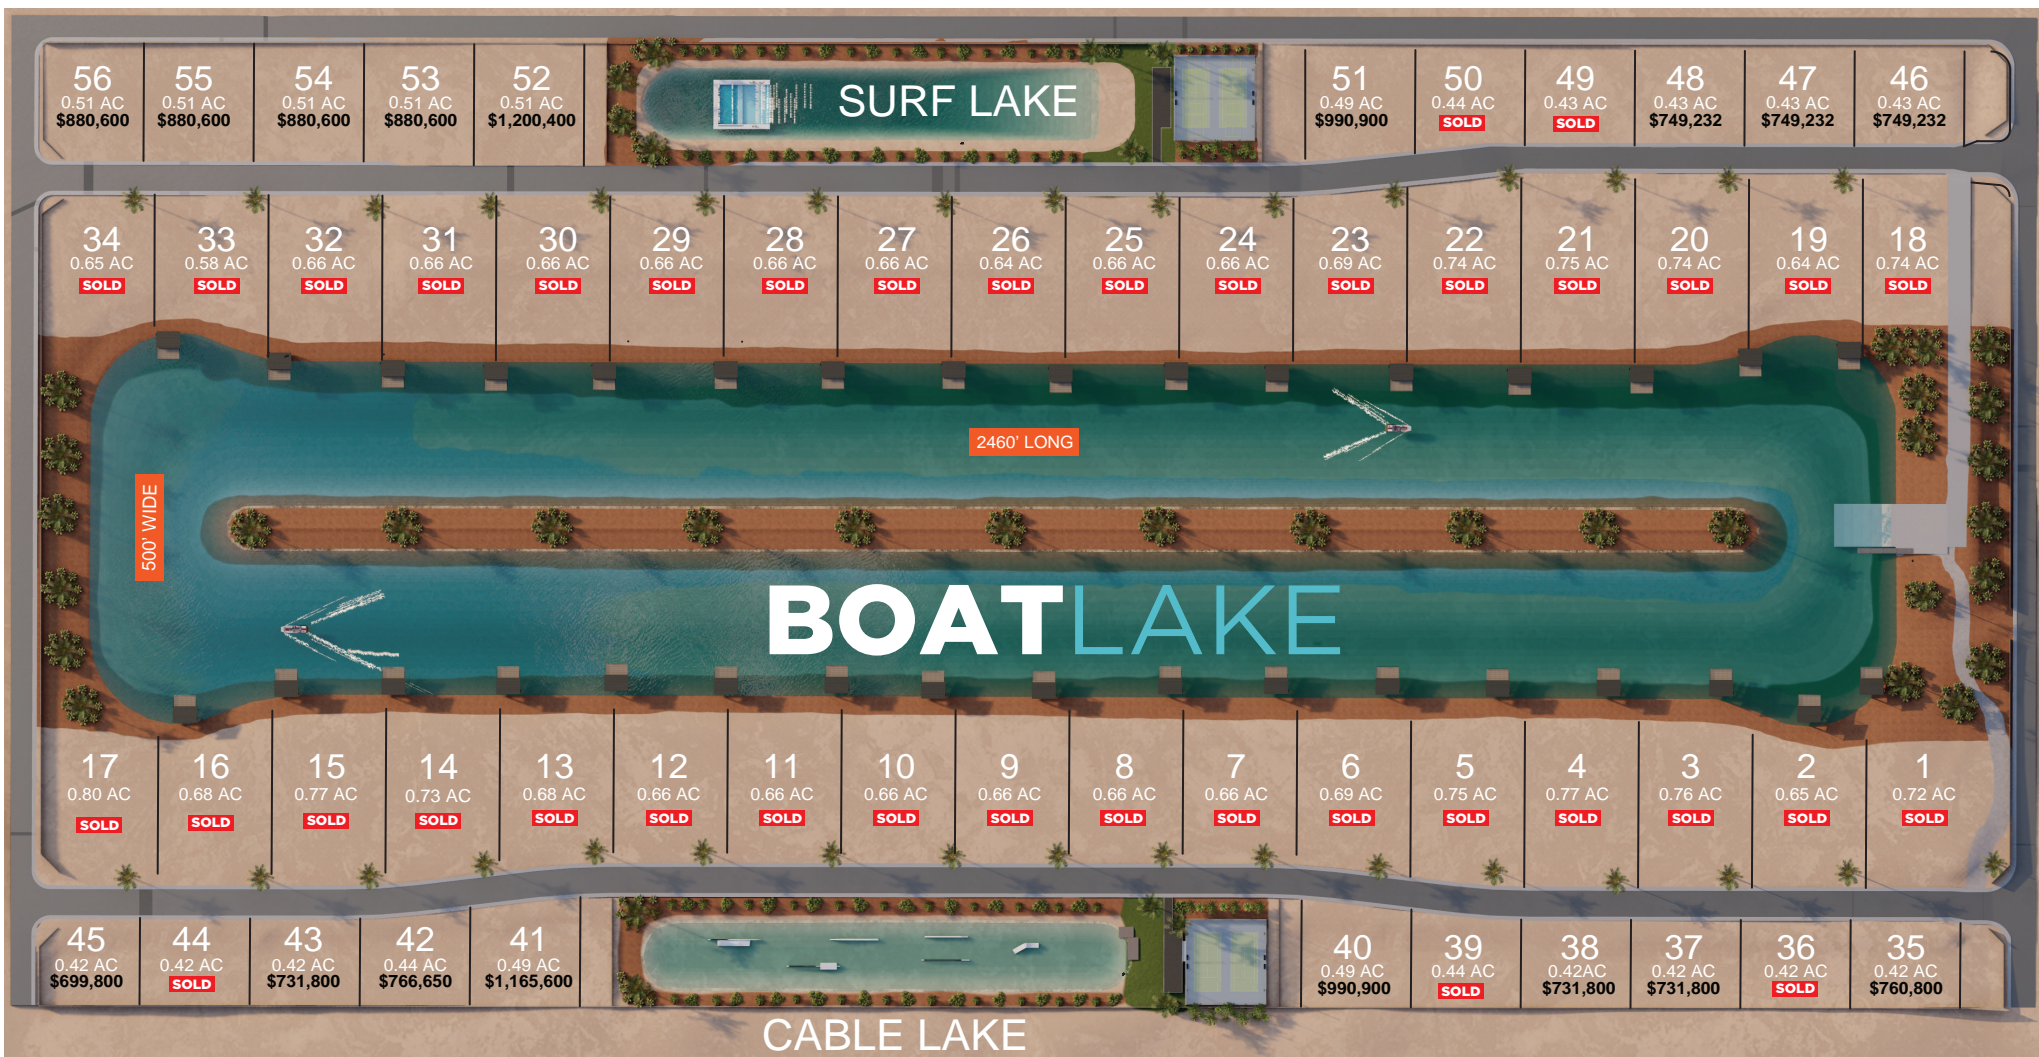 56
0.51 AC
$880,600
55
0.51 AC
$880,600
54
0.51 AC
$880,600
53
0.51 AC
$880,600
52
0.51 AC
$1,200,400
SURF LAKE
51
0.49 AC
$990,900
50
0.44 AC
SOLD
49
0.43 AC
SOLD
48
0.43 AC
$749,232
47
0.43 AC
$749,232
46
0.43 AC
$749,232
34
0.65 AC
SOLD
33
0.58 AC
SOLD
32
0.66 AC
SOLD
31
0.66 AC
SOLD
30
0.66 AC
SOLD
29
0.66 AC
SOLD
28
0.66 AC
SOLD
27
0.66 AC
SOLD
26
0.64 AC
SOLD
25
0.66 AC
SOLD
24
0.66 AC
SOLD
23
0.69 AC
SOLD
22
0.74 AC
SOLD
21
0.75 AC
SOLD
20
0.74 AC
SOLD
19
0.64 AC
SOLD
18
0.74 AC
SOLD
2460' LONG
500' WIDE
BOATLAKE
17
0.80 AC
SOLD
16
0.68 AC
SOLD
15
0.77 AC
SOLD
14
0.73 AC
SOLD
13
0.68 AC
SOLD
12
0.66 AC
SOLD
11
0.66 AC
SOLD
10
0.66 AC
SOLD
9
0.66 AC
SOLD
8
0.66 AC
SOLD
7
0.66 AC
SOLD
6
0.69 AC
SOLD
5
0.75 AC
SOLD
4
0.77 AC
SOLD
3
0.76 AC
SOLD
2
0.65 AC
SOLD
1
0.72 AC
SOLD
45
0.42 AC
$699,800
44
0.42 AC
SOLD
43
0.42 AC
$731,800
42
0.44 AC
$766,650
41
0.49 AC
$1,165,600
40
0.49 AC
$990,900
39
0.44 AC
SOLD
38
0.42AC
$731,800
37
0.42 AC
$731,800
36
0.42 AC
SOLD
35
0.42 AC
$760,800
CABLE LAKE